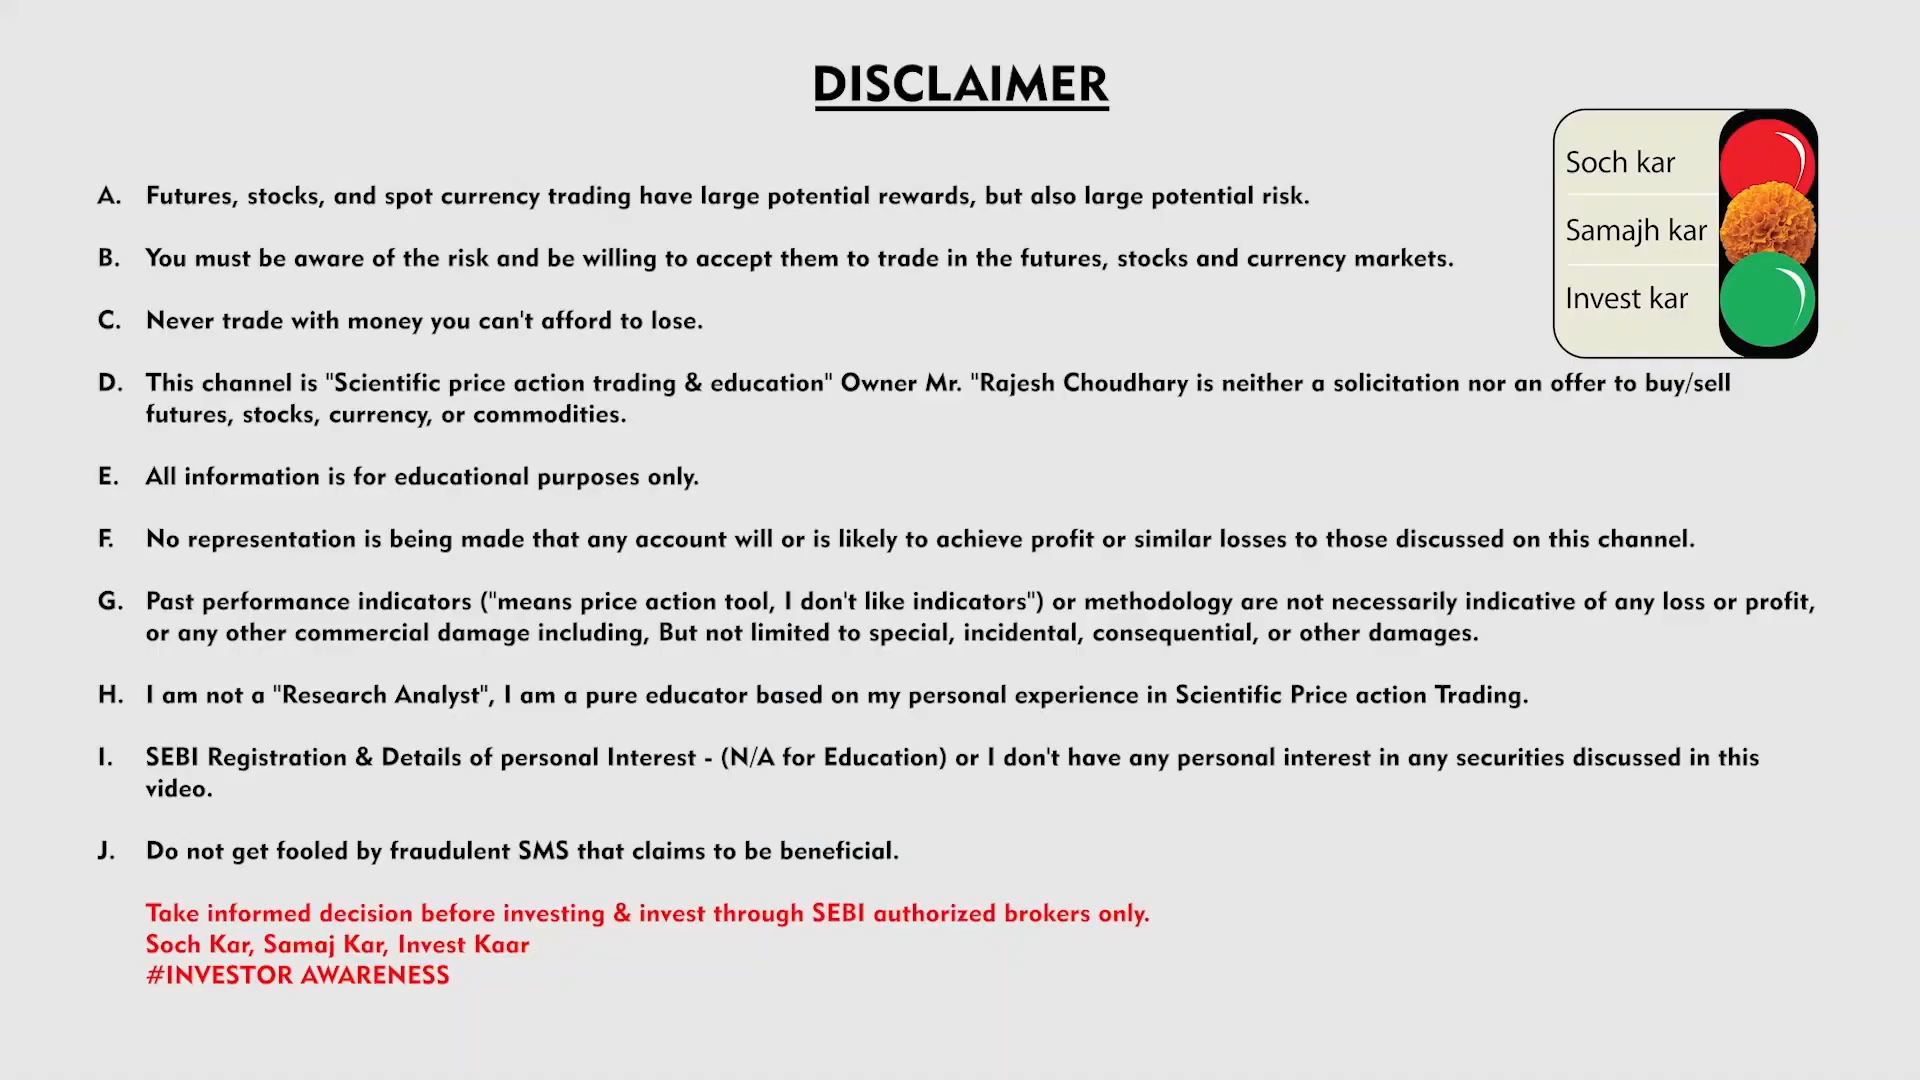 DISCLAIMER
Soch kar
Samajh kar
Invest kar
A. Futures, stocks, and spot currency trading have large potential rewards, but also large potential risk.
B. You must be aware of the risk and be willing to accept them to trade in the futures, stocks and currency markets.
C. Never trade with money you can't afford to lose.
D. This channel is "Scientific price action trading & education" Owner Mr. "Rajesh Choudhary is neither a solicitation nor an offer to buy/sell
futures, stocks, currency, or commodities.
E. All information is for educational purposes only.
F. No representation is being made that any account will or is likely to achieve profit or similar losses to those discussed on this channel.
G. Past performance indicators ("means price action tool, I don't like indicators") or methodology are not necessarily indicative of any loss or profit,
or any other commercial damage including, But not limited to special, incidental, consequential, or other damages.
H. I am not a "Research Analyst", I am a pure educator based on my personal experience in Scientific Price action Trading.
I. SEBI Registration & Details of personal Interest - (N/A for Education) or I don't have any personal interest in any securities discussed in this
video.
J. Do not get fooled by fraudulent SMS that claims to be beneficial.
Take informed decision before investing & invest through SEBI authorized brokers only.
Soch Kar, Samaj Kar, Invest Kaar
#INVESTOR AWARENESS